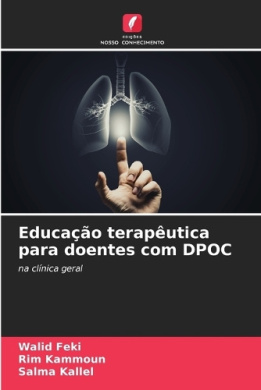 edições
NOSSO CONHECIMENTO
Educação terapêutica
para doentes com DPOC
na clínica geral
Walid Feki
Rim Kammoun
Salma Kallel